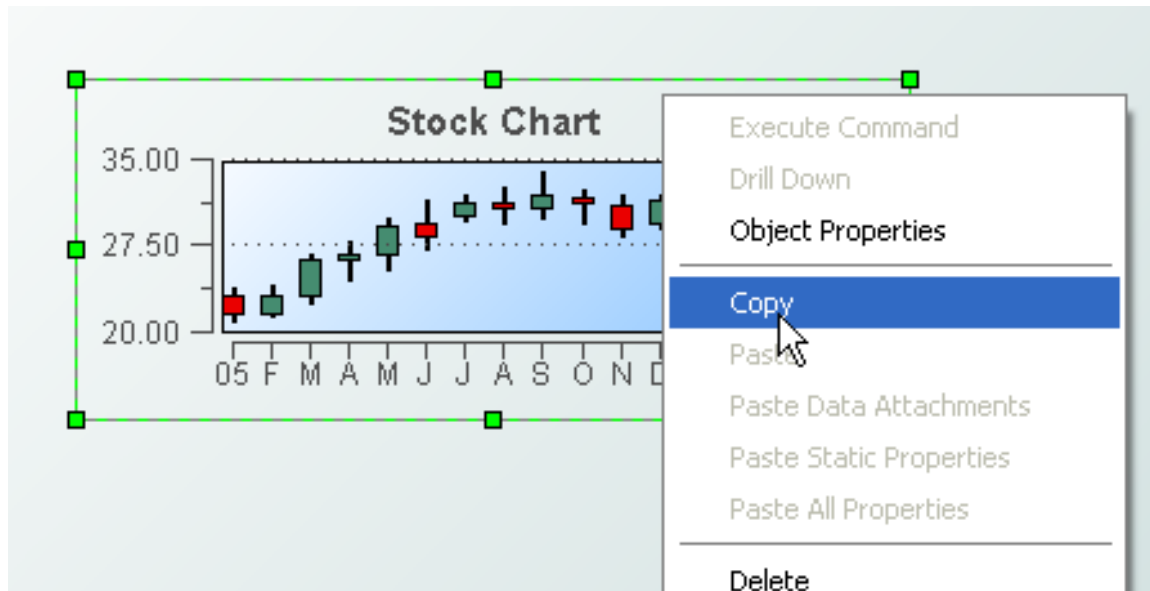 Stock Chart
35.00
27.50
20.00
05 F M A M J J A S O N D
Execute Command
Drill Down
Object Properties
Copy
Paste
Paste Data Attachments
Paste Static Properties
Paste All Properties
Delete